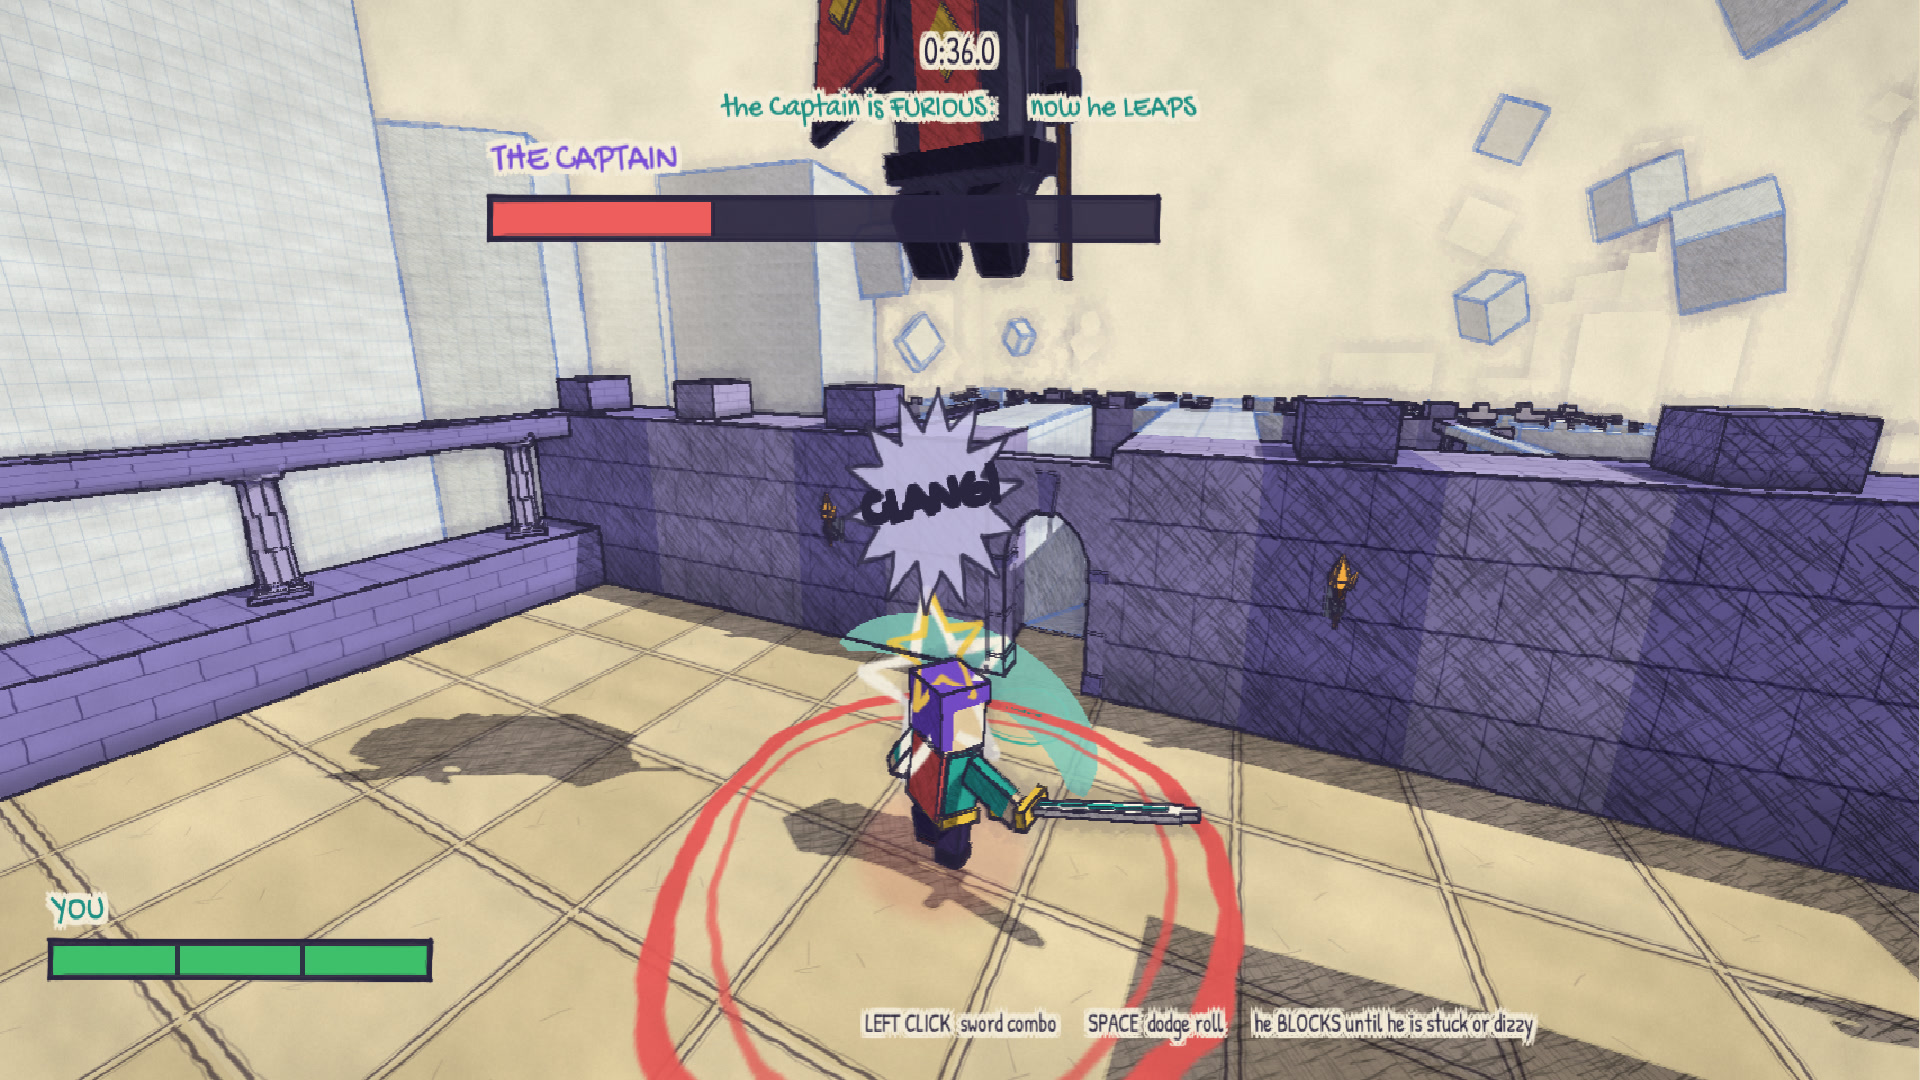 0:36.0
the Captain is FURIOUS: now he LEAPS
THE CAPTAIN
CLANG!
YOU
LEFT CLICK sword combo SPACE dodge roll he BLOCKS until he is stuck or dizzy